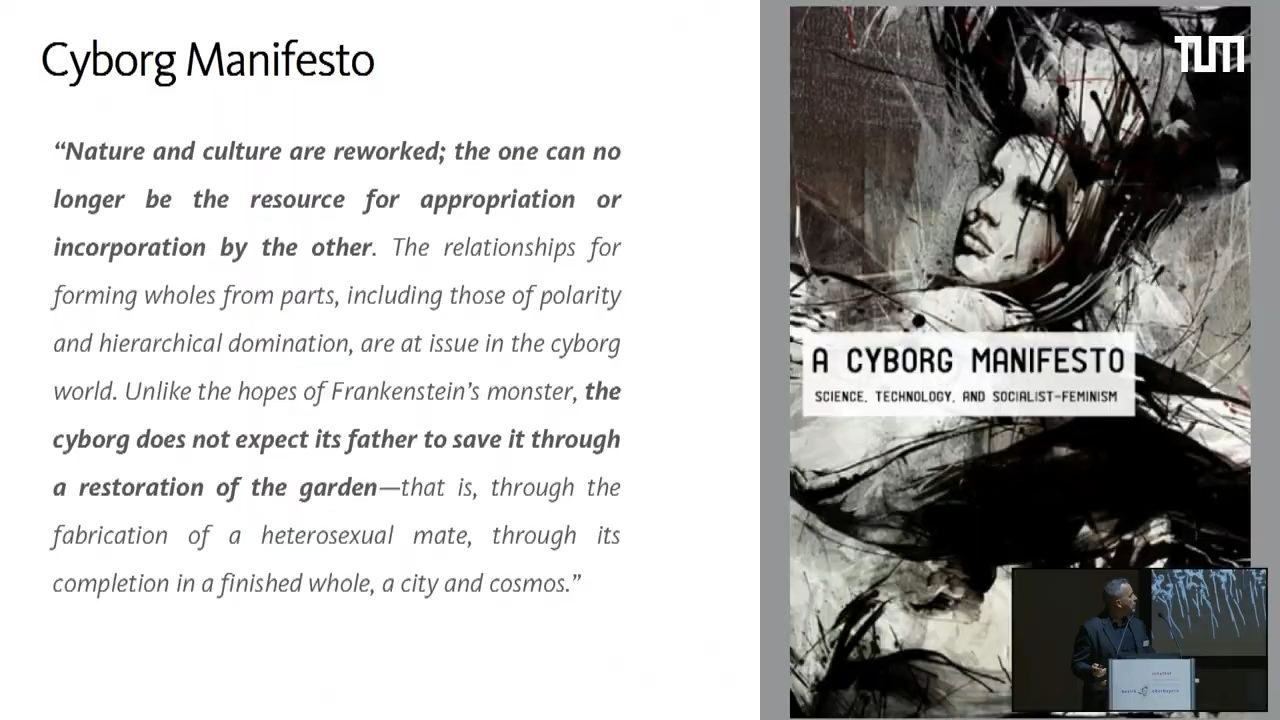 Cyborg Manifesto
TUM
“Nature and culture are reworked; the one can no
longer be the resource for appropriation or
incorporation by the other. The relationships for
forming wholes from parts, including those of polarity
and hierarchical domination, are at issue in the cyborg
world. Unlike the hopes of Frankenstein’s monster, the
cyborg does not expect its father to save it through
a restoration of the garden—that is, through the
fabrication of a heterosexual mate, through its
completion in a finished whole, a city and cosmos.”
A CYBORG MANIFESTO
SCIENCE, TECHNOLOGY, AND SOCIALIST-FEMINISM